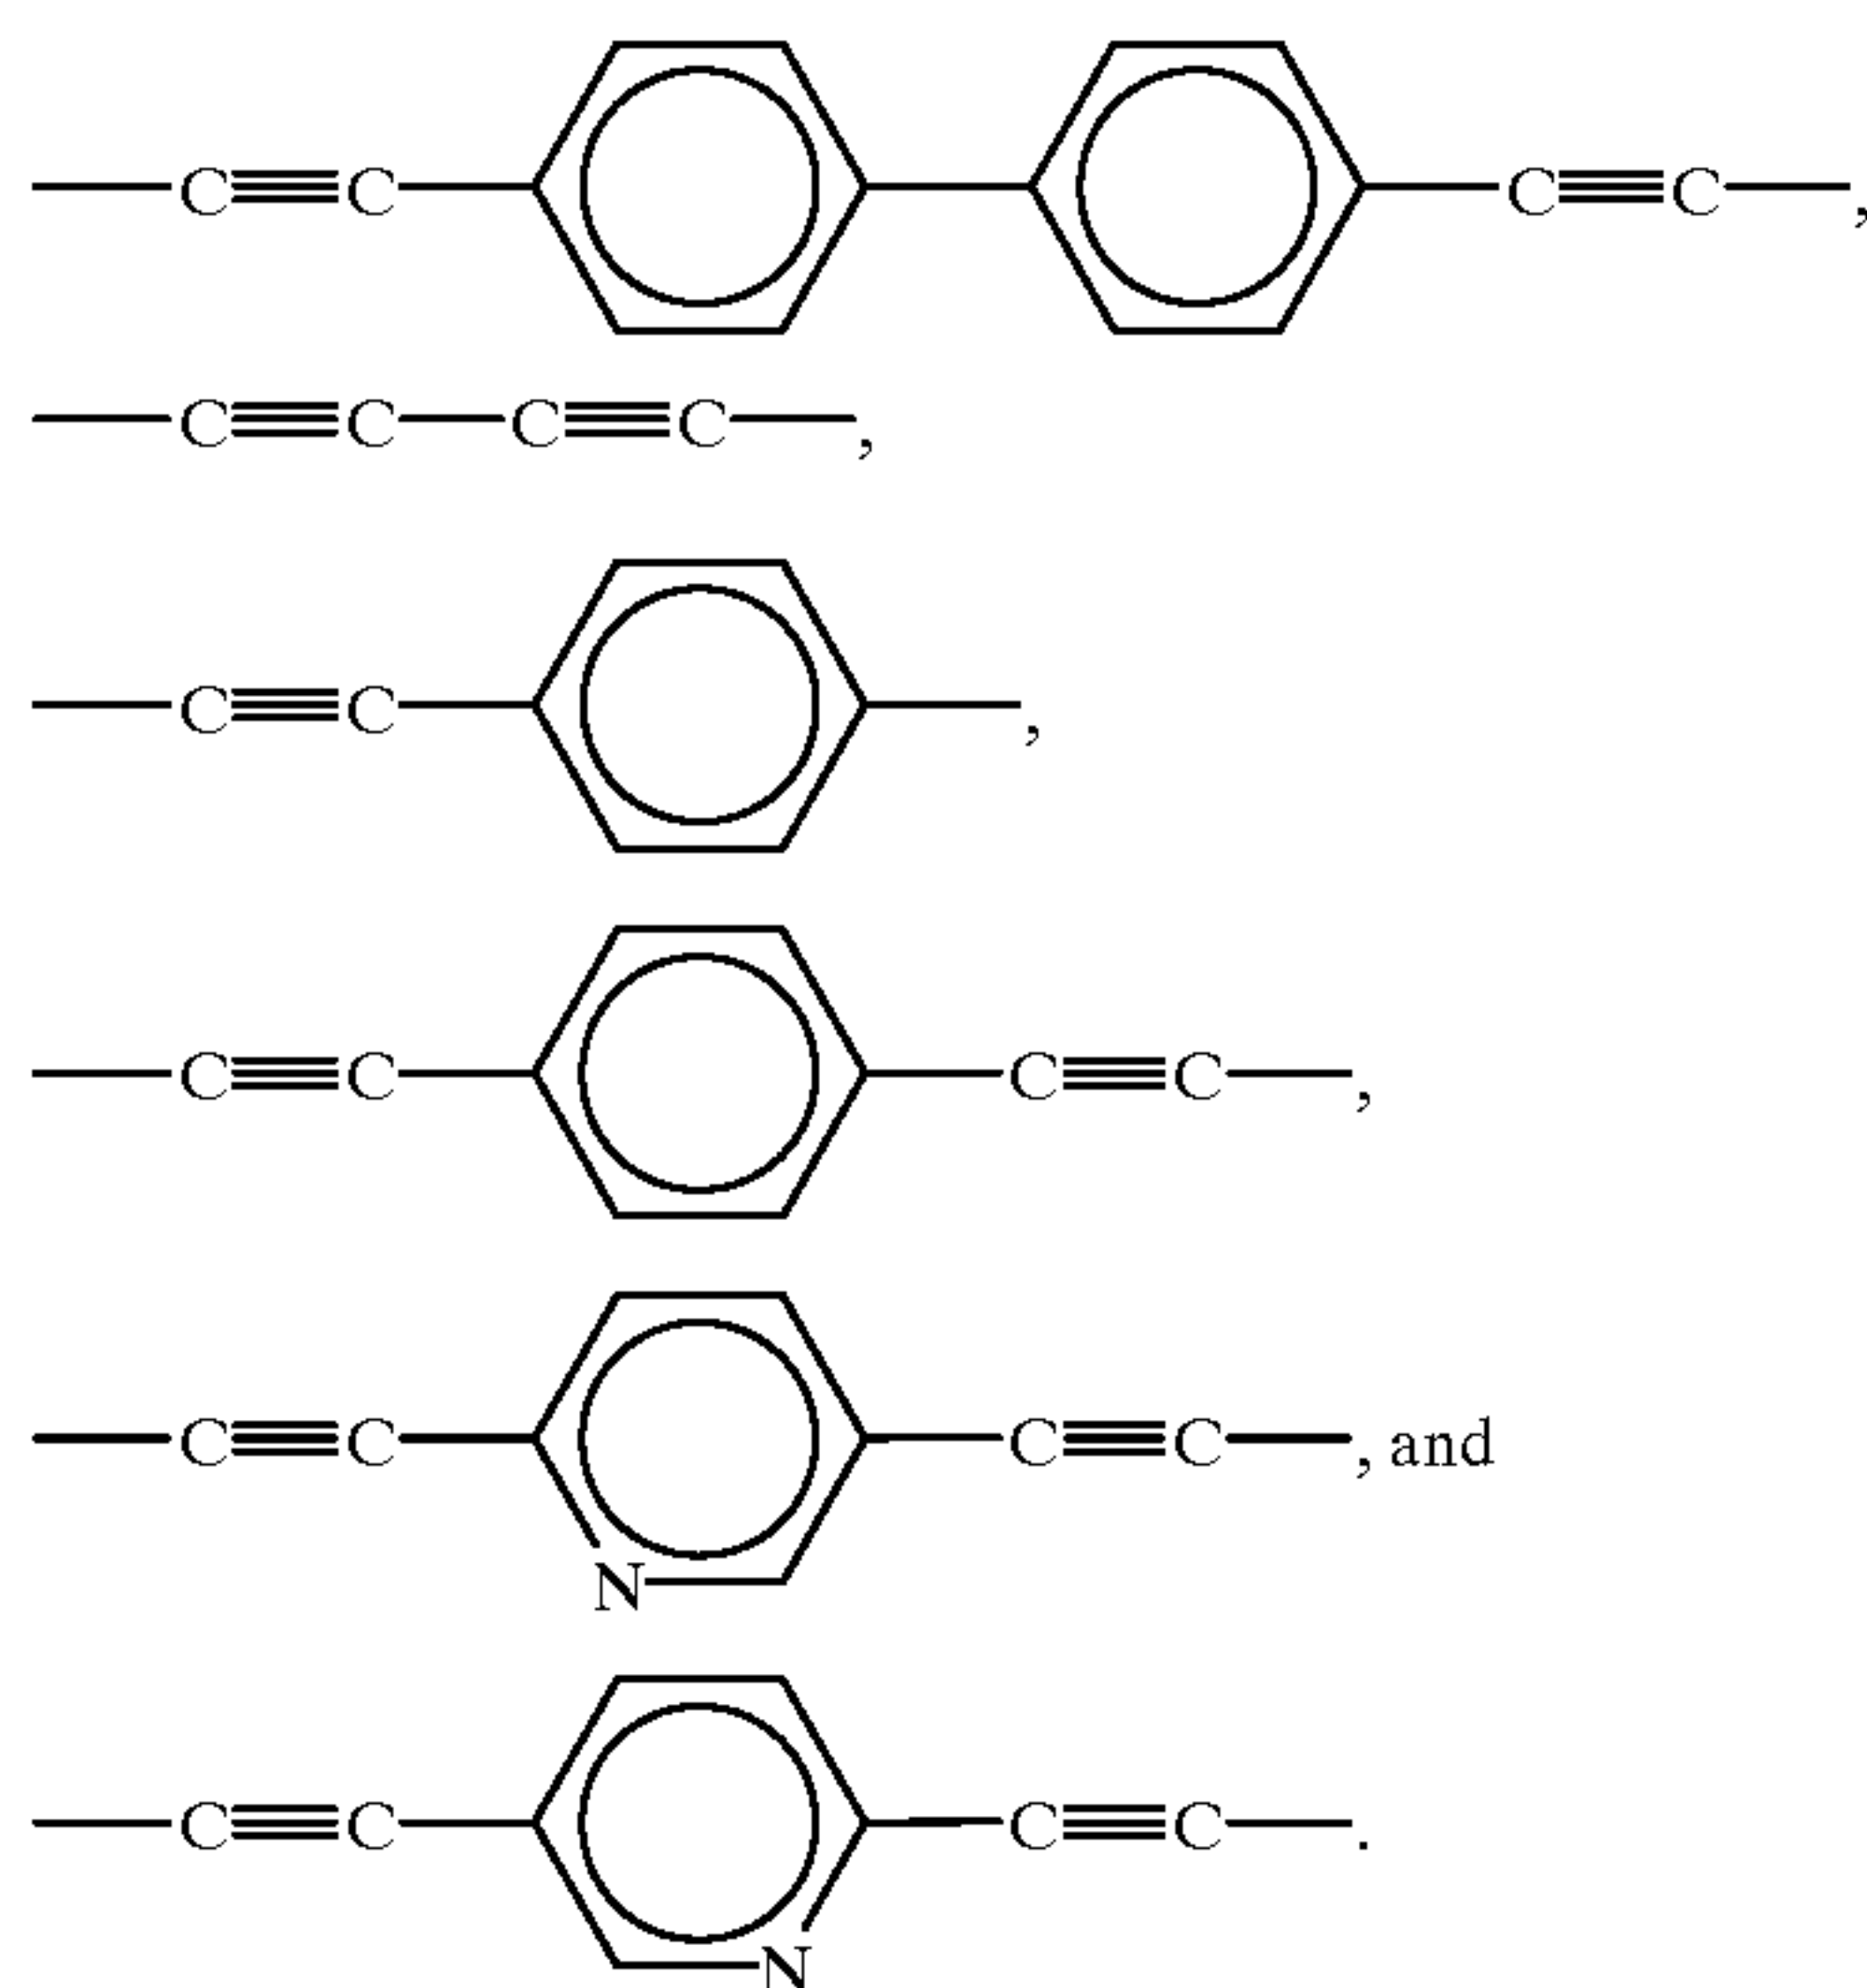 C≡C C≡C,
C≡C C≡C,
C≡C ,
C≡C C≡C ,
C≡C C≡C , and
N
C≡C C≡C .
N